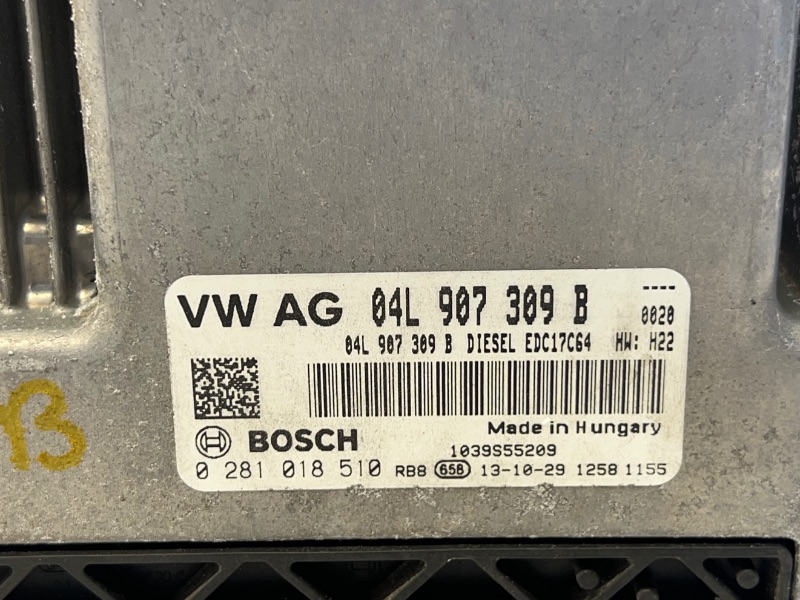 ----
VW AG 04L 907 309 B 0020
04L 907 309 B DIESEL EDC17C64 HW: H22
Made in Hungary
BOSCH 1039S55209
0 281 018 510 RB8 658 13-10-29 1258 1155